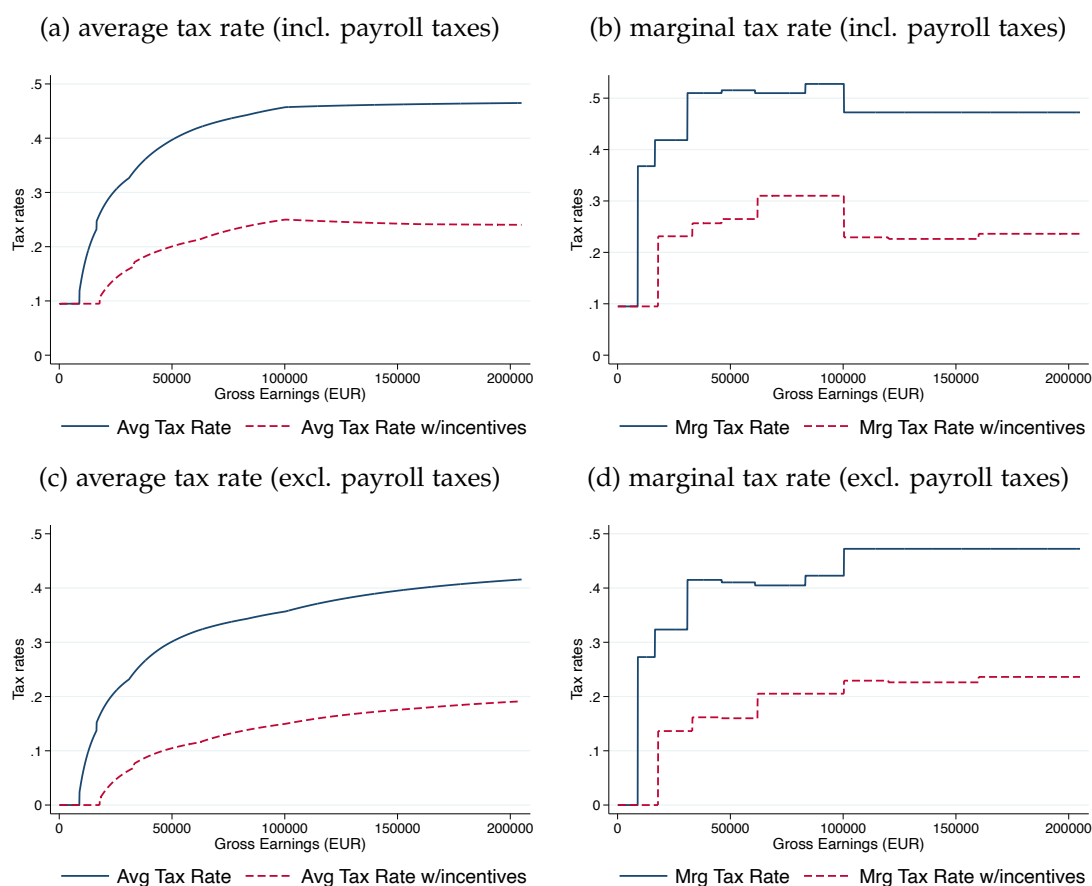 (a) average tax rate (incl. payroll taxes)
(b) marginal tax rate (incl. payroll taxes)
.5
.4
.3
.2
.1
0
Tax rates
0 50000 100000 150000 200000
Gross Earnings (EUR)
Avg Tax Rate Avg Tax Rate w/incentives
.5
.4
.3
.2
.1
0
Tax rates
0 50000 100000 150000 200000
Gross Earnings (EUR)
Mrg Tax Rate Mrg Tax Rate w/incentives
(c) average tax rate (excl. payroll taxes)
(d) marginal tax rate (excl. payroll taxes)
.5
.4
.3
.2
.1
0
Tax rates
0 50000 100000 150000 200000
Gross Earnings (EUR)
Avg Tax Rate Avg Tax Rate w/incentives
.5
.4
.3
.2
.1
0
Tax rates
0 50000 100000 150000 200000
Gross Earnings (EUR)
Mrg Tax Rate Mrg Tax Rate w/incentives